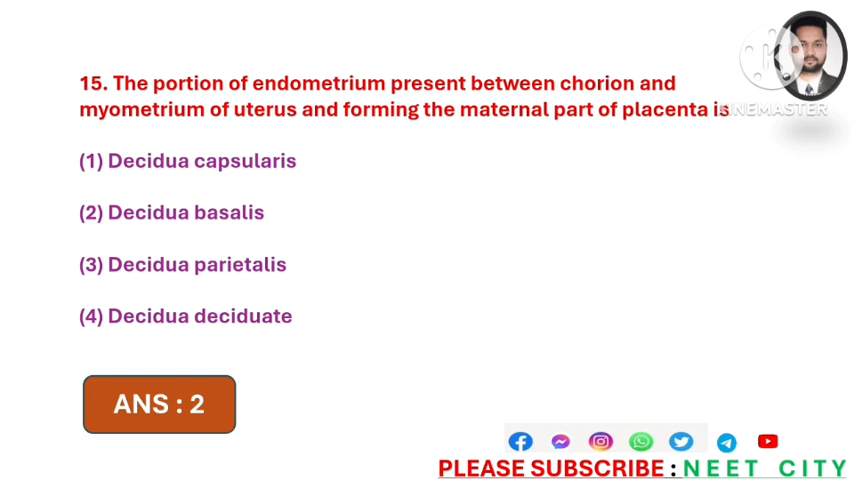 15. The portion of endometrium present between chorion and
myometrium of uterus and forming the maternal part of placenta is
KINEMASTER
(1) Decidua capsularis
(2) Decidua basalis
(3) Decidua parietalis
(4) Decidua deciduate
ANS : 2
PLEASE SUBSCRIBE : NEET CITY